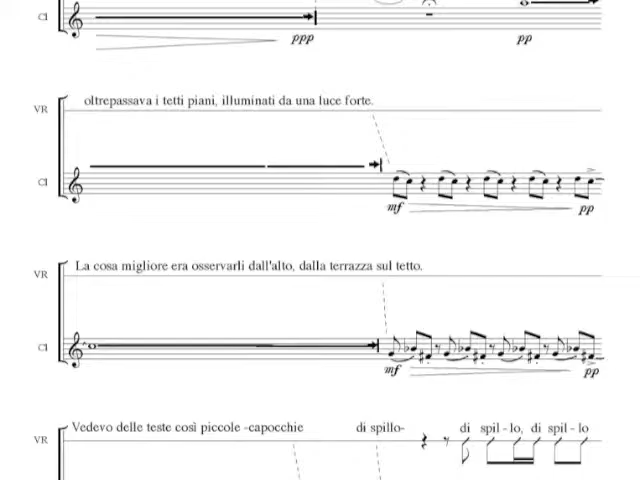 Cl
ppp
pp
oltrepassava i tetti piani, illuminati da una luce forte.
VR
Cl
mf
pp
La cosa migliore era osservarli dall'alto, dalla terrazza sul tetto.
VR
Cl
mf
pp
Vedevo delle teste così piccole -capocchie di spillo- di spil - lo, di spil - lo
VR